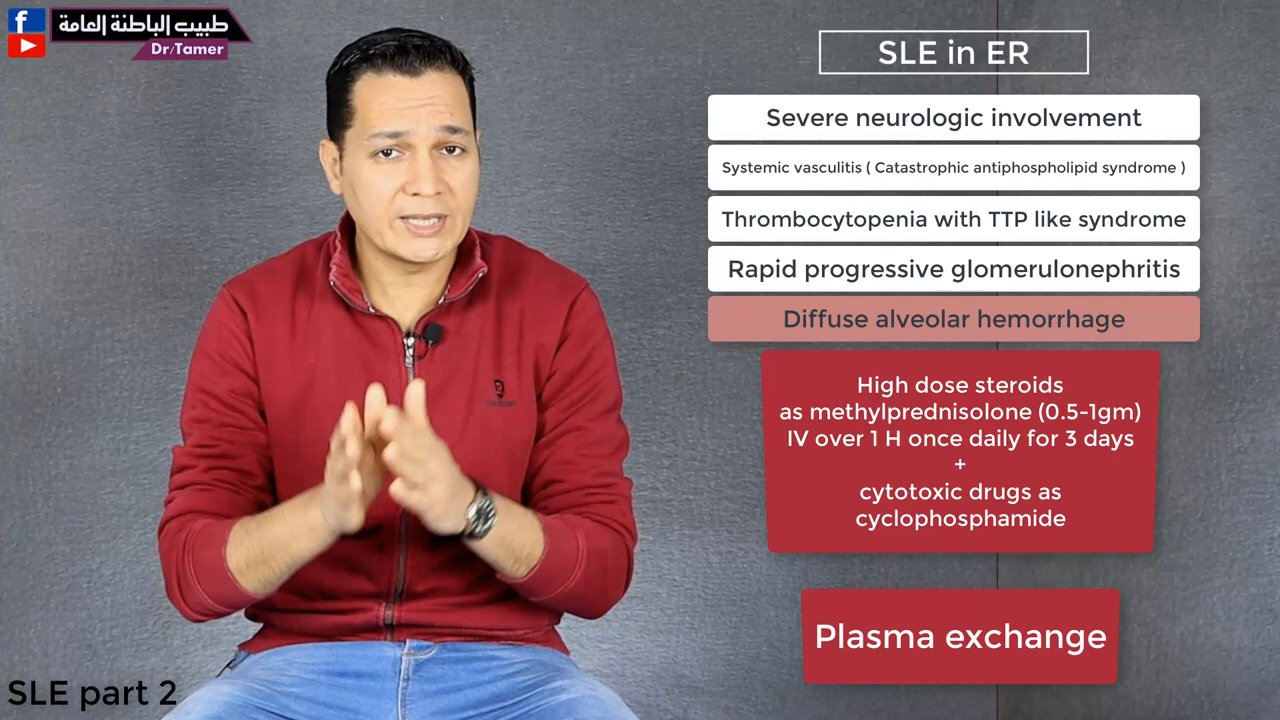 طبيب الباطنة العامة
Dr/Tamer
SLE in ER
Severe neurologic involvement
Systemic vasculitis ( Catastrophic antiphospholipid syndrome )
Thrombocytopenia with TTP like syndrome
Rapid progressive glomerulonephritis
Diffuse alveolar hemorrhage
High dose steroids
as methylprednisolone (0.5-1gm)
IV over 1 H once daily for 3 days
+
cytotoxic drugs as
cyclophosphamide
Plasma exchange
SLE part 2